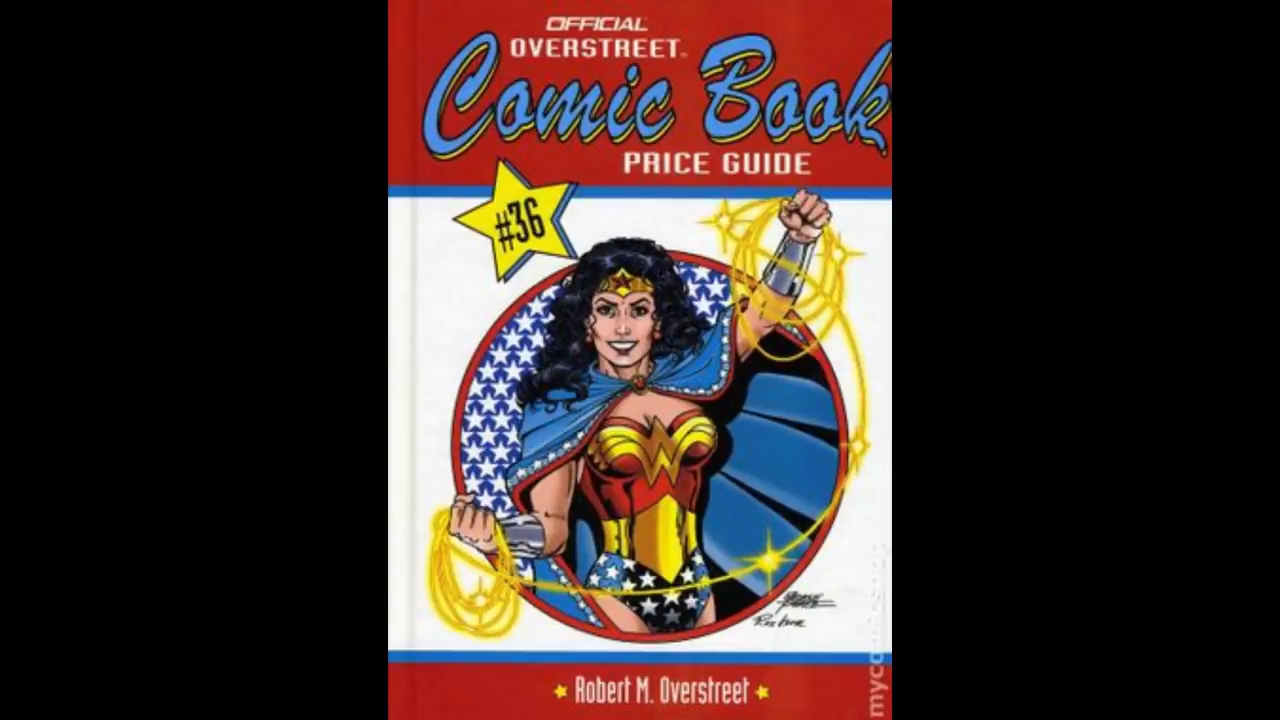 OFFICIAL
OVERSTREET
Comic Book
PRICE GUIDE
#36
Robert M. Overstreet